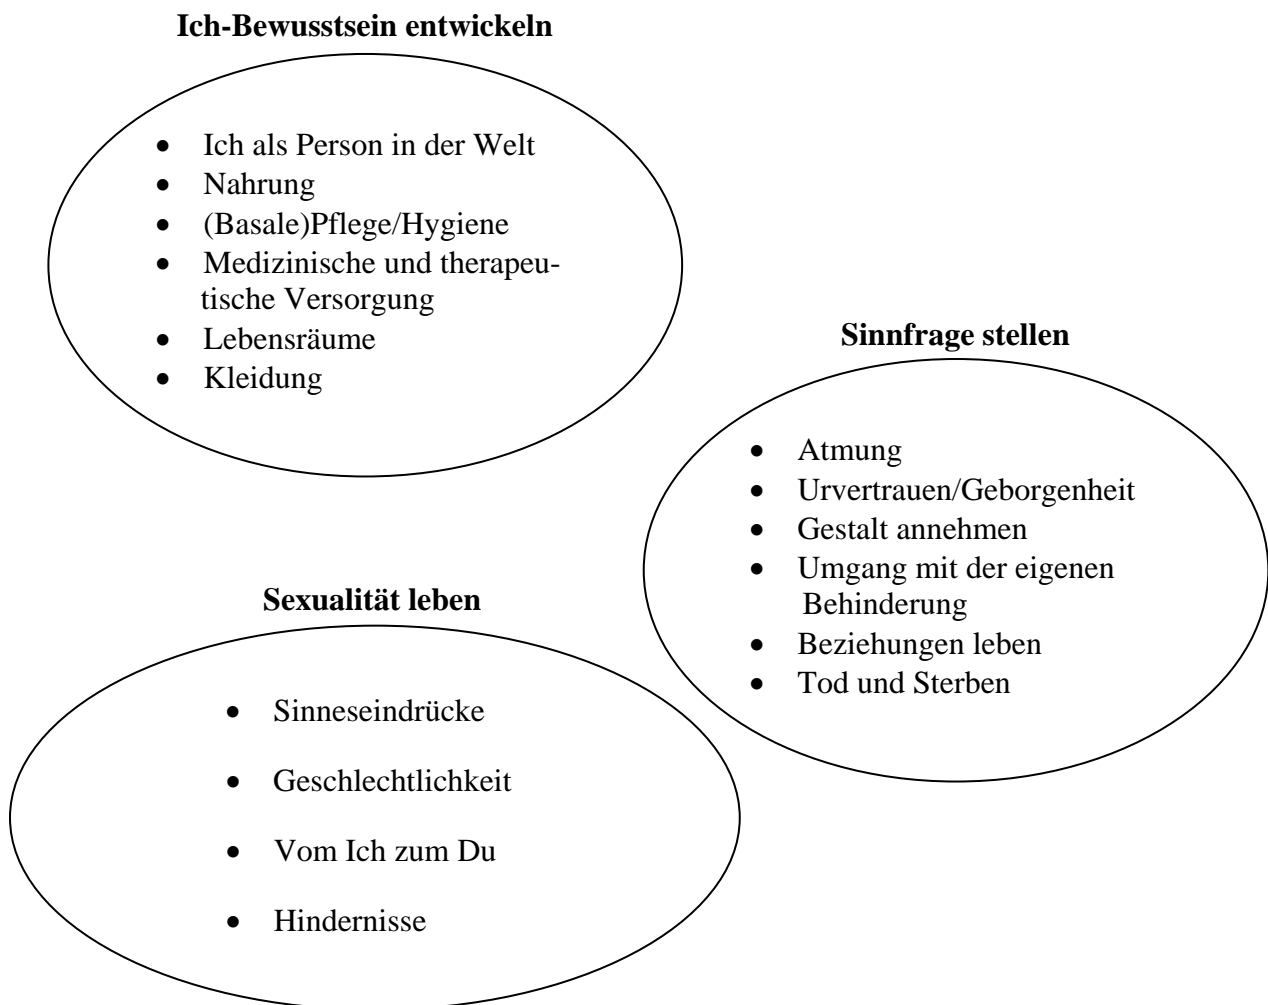 Ich-Bewusstsein entwickeln
• Ich als Person in der Welt
• Nahrung
• (Basale)Pflege/Hygiene
• Medizinische und therapeu-
tische Versorgung
• Lebensräume
• Kleidung
Sinnfrage stellen
• Atmung
• Urvertrauen/Geborgenheit
• Gestalt annehmen
• Umgang mit der eigenen
Behinderung
• Beziehungen leben
• Tod und Sterben
Sexualität leben
• Sinneseindrücke
• Geschlechtlichkeit
• Vom Ich zum Du
• Hindernisse